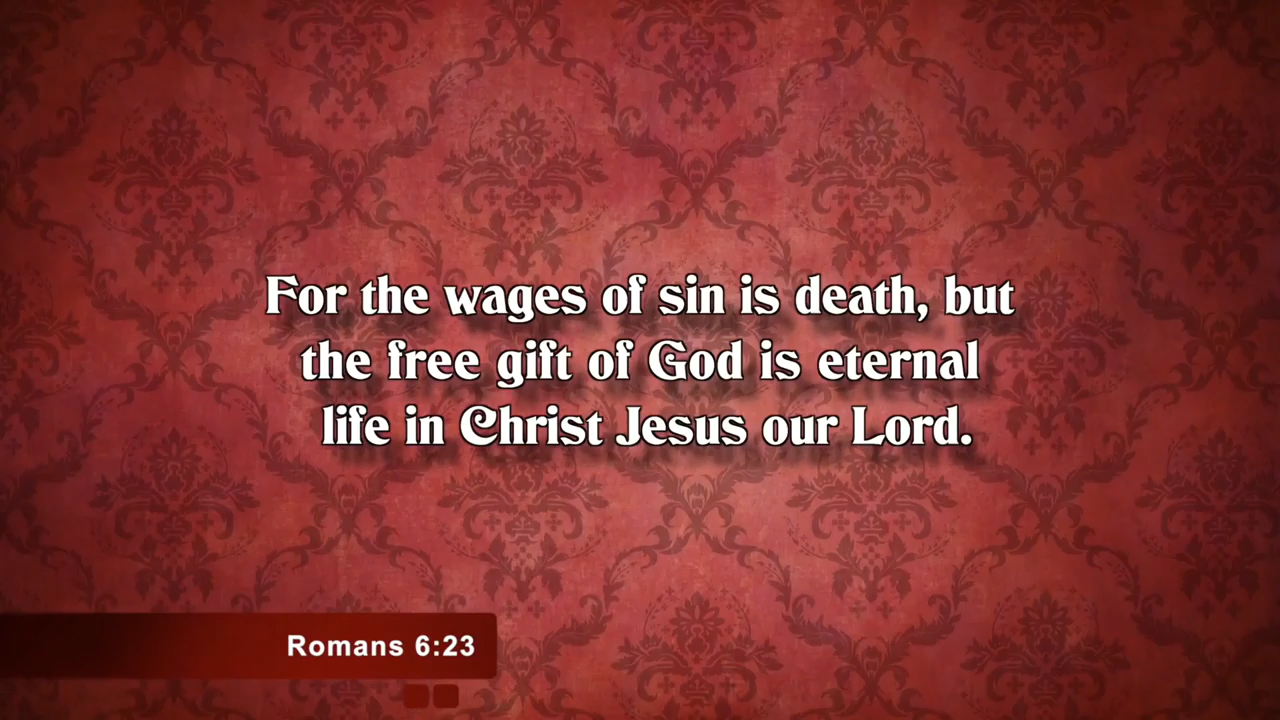 For the wages of sin is death, but
the free gift of God is eternal
life in Christ Jesus our Lord.
Romans 6:23